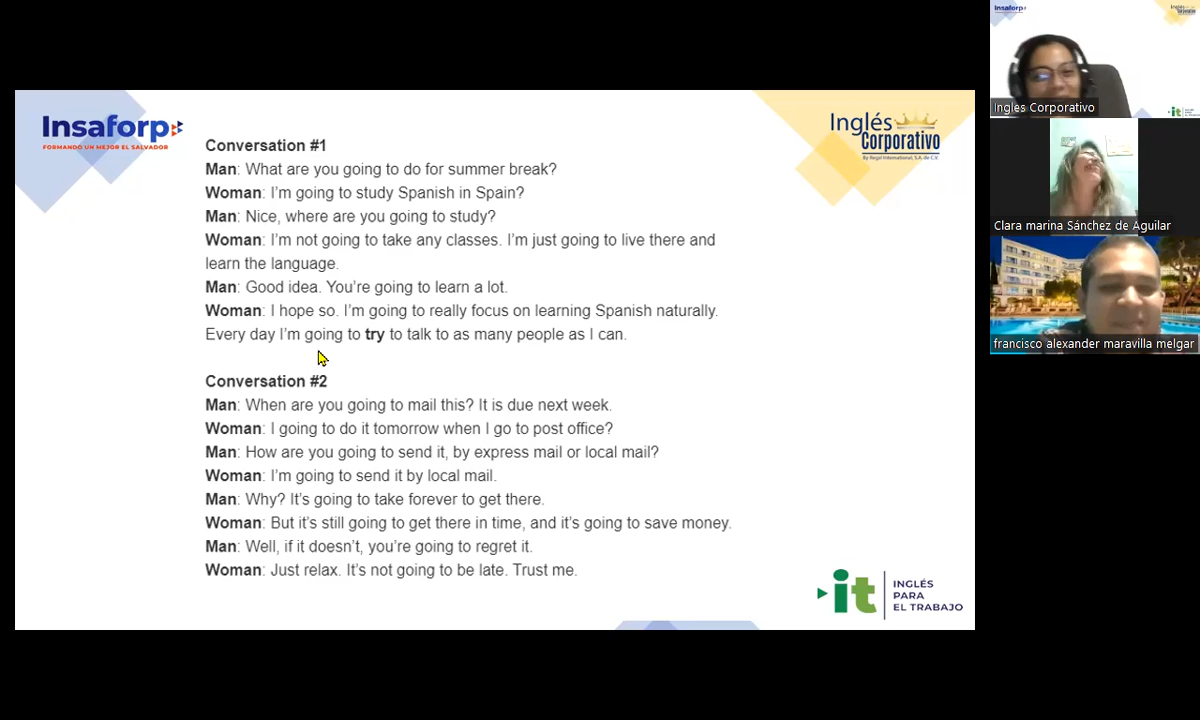 Insaforp
FORMANDO UN MEJOR EL SALVADOR
Inglés
Corporativo
By Regal International, S.A. de C.V.
Conversation #1
Man: What are you going to do for summer break?
Woman: I'm going to study Spanish in Spain?
Man: Nice, where are you going to study?
Woman: I'm not going to take any classes. I'm just going to live there and
learn the language.
Man: Good idea. You're going to learn a lot.
Woman: I hope so. I'm going to really focus on learning Spanish naturally.
Every day I'm going to try to talk to as many people as I can.
Conversation #2
Man: When are you going to mail this? It is due next week.
Woman: I going to do it tomorrow when I go to post office?
Man: How are you going to send it, by express mail or local mail?
Woman: I'm going to send it by local mail.
Man: Why? It's going to take forever to get there.
Woman: But it's still going to get there in time, and it's going to save money.
Man: Well, if it doesn't, you're going to regret it.
Woman: Just relax. It's not going to be late. Trust me.
it
INGLÉS
PARA
EL TRABAJO
Insaforp
Inglés
it
Ingles Corporativo
Clara marina Sánchez de Aguilar
francisco alexander maravilla melgar